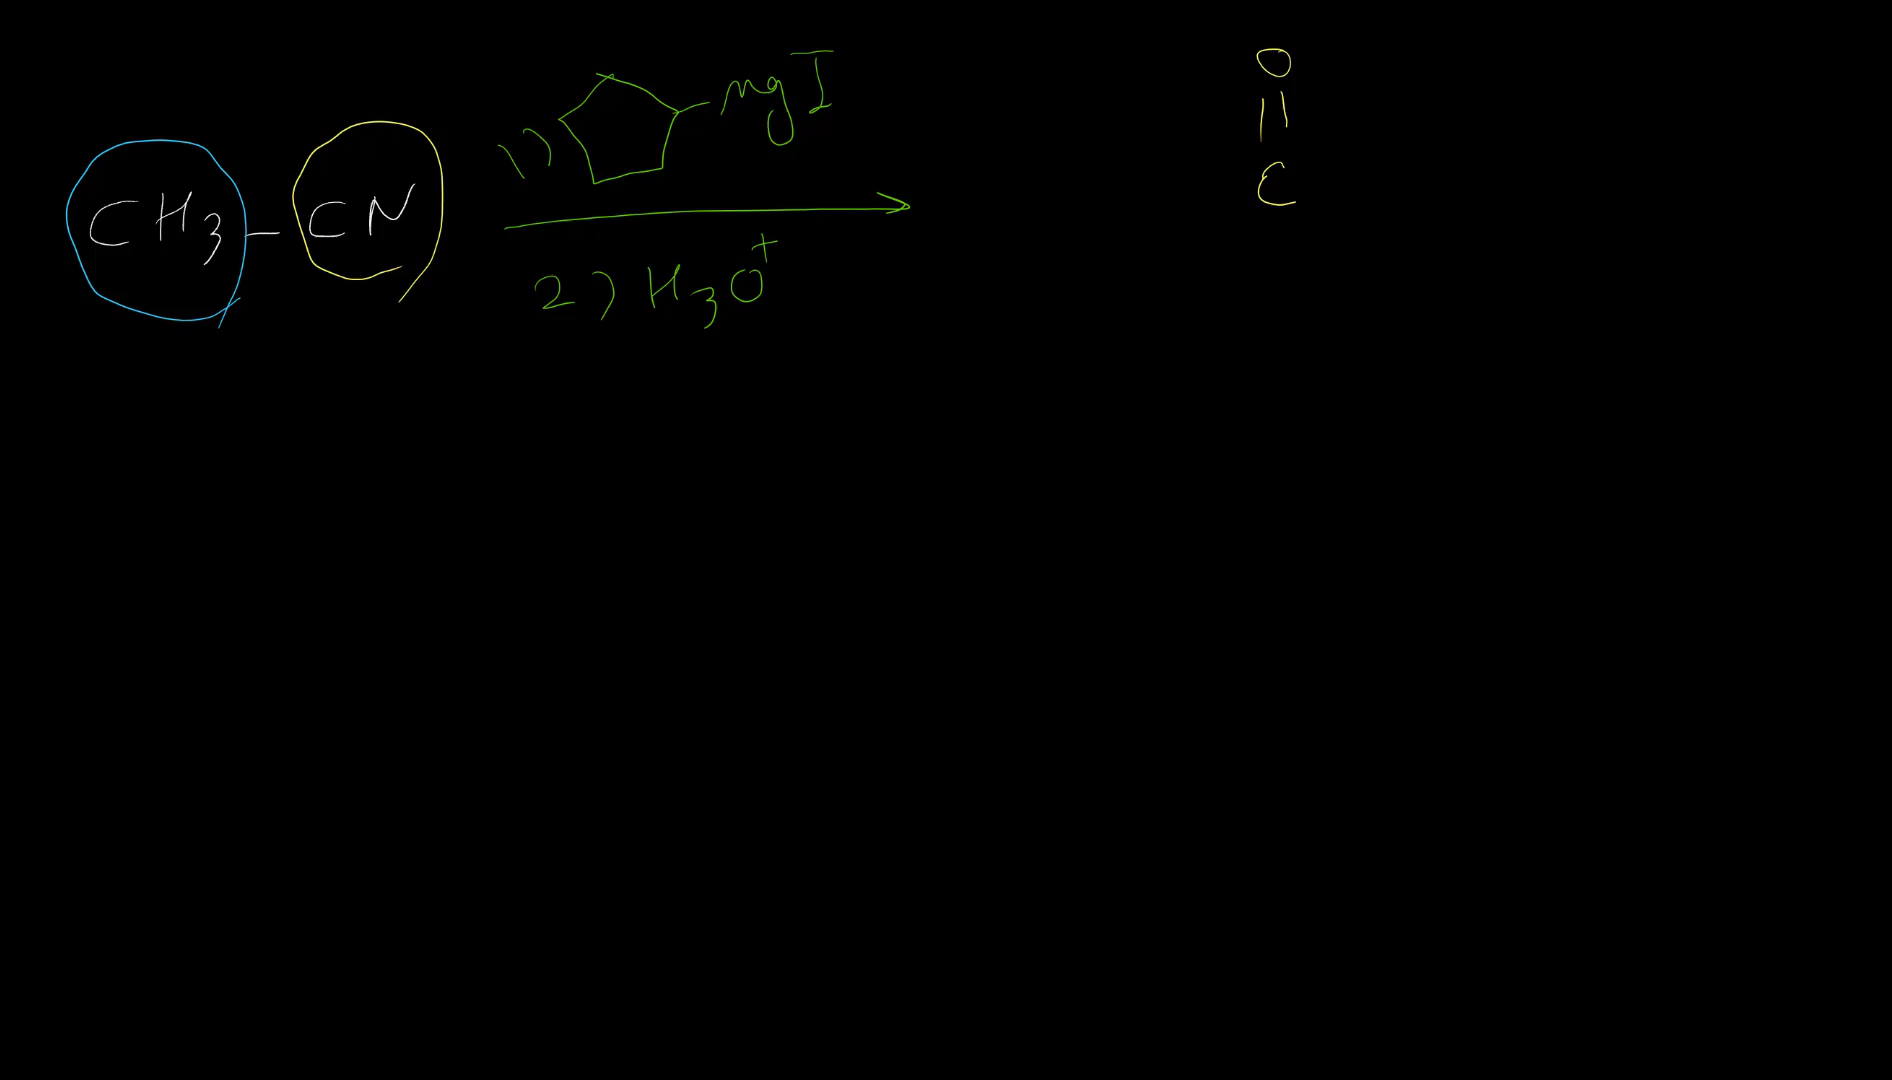 CH3-CN
1) MgI
2) H3O+
O
||
C